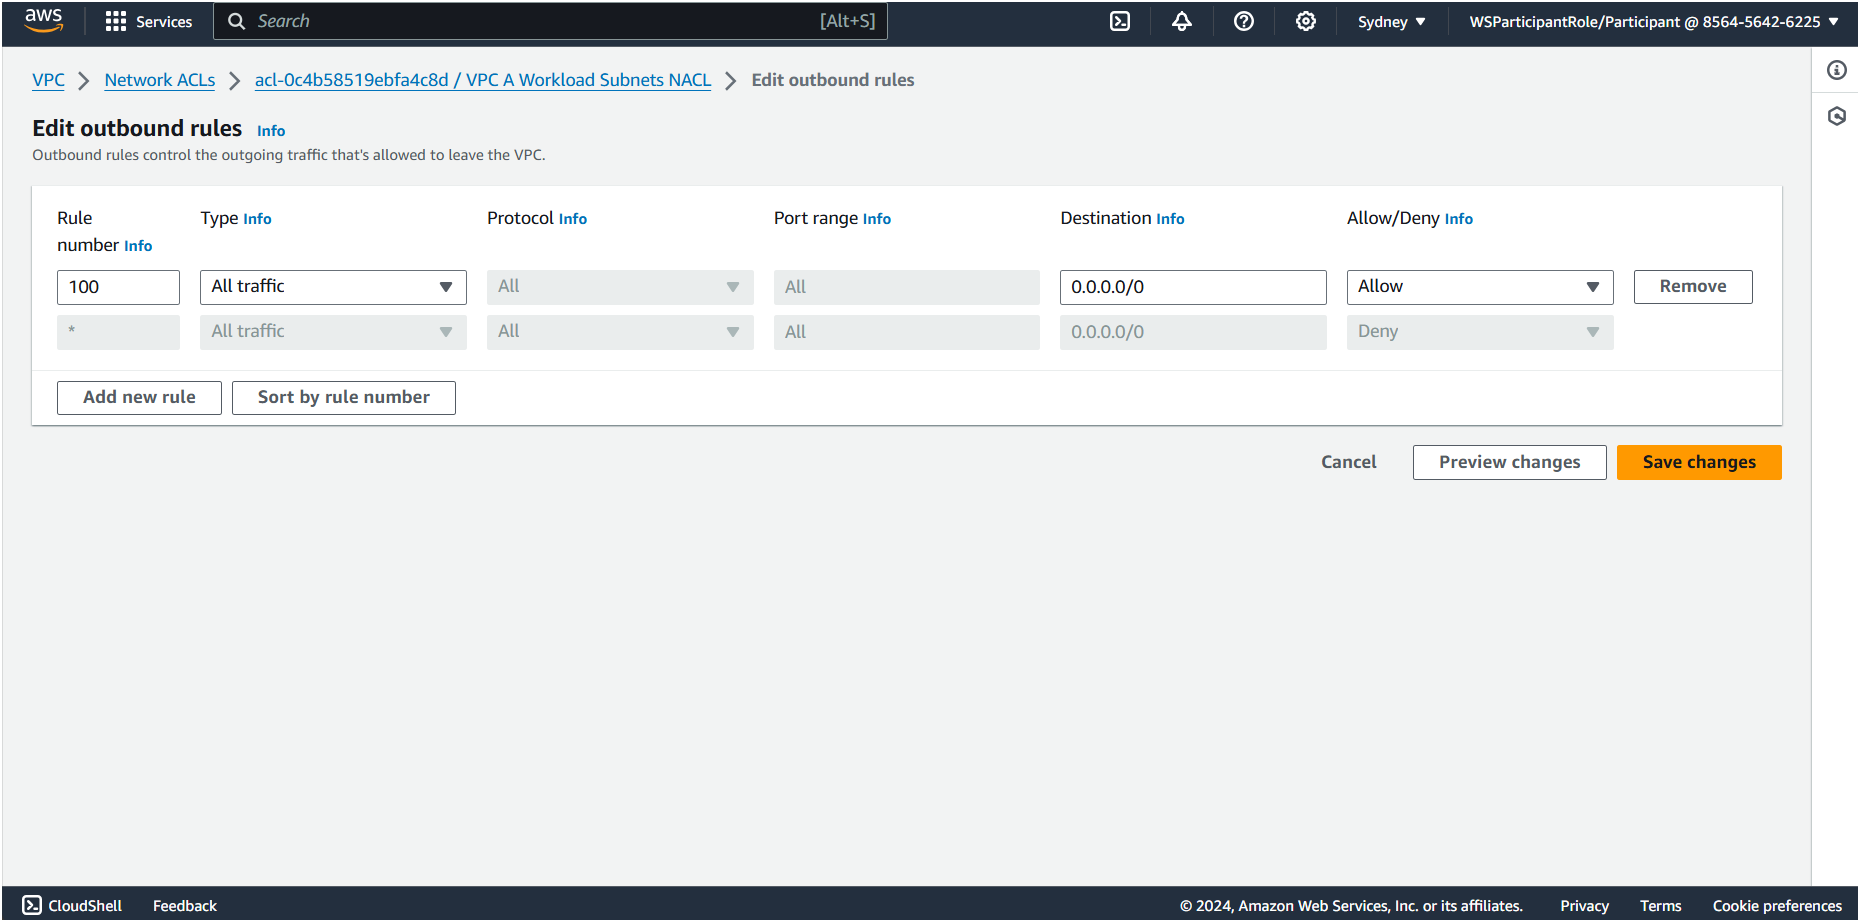 aws Services Search [Alt+S] Sydney WSParticipantRole/Participant @ 8564-5642-6225
VPC Network ACLs acl-0c4b58519ebfa4c8d / VPC A Workload Subnets NACL Edit outbound rules
Edit outbound rules Info
Outbound rules control the outgoing traffic that's allowed to leave the VPC.
Rule number Info Type Info Protocol Info Port range Info Destination Info Allow/Deny Info
100 All traffic All All 0.0.0.0/0 Allow Remove
* All traffic All All 0.0.0.0/0 Deny
Add new rule Sort by rule number
Cancel Preview changes Save changes
CloudShell Feedback © 2024, Amazon Web Services, Inc. or its affiliates. Privacy Terms Cookie preferences